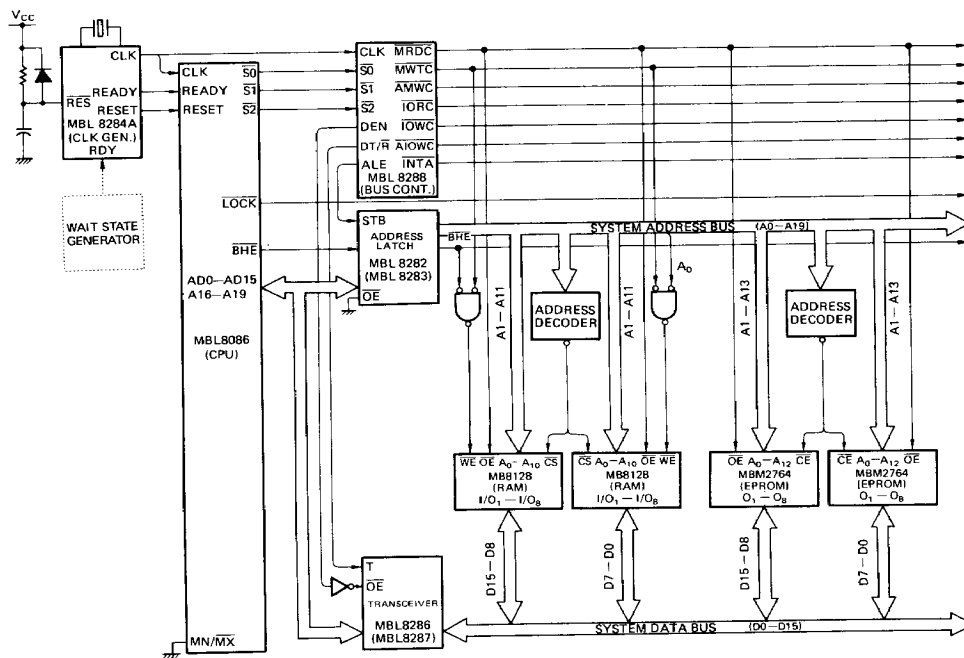 VCC
CLK
READY
RES
RESET
MBL 8284A
(CLK GEN.)
RDY
WAIT STATE
GENERATOR
CLK
READY
RESET
S0
S1
S2
LOCK
BHE
AD0—AD15
A16—A19
MBL8086
(CPU)
MN/MX
CLK
S0
S1
S2
DEN
DT/R
ALE
MRDC
MWTC
AMWC
IORC
IOWC
AIOWC
INTA
MBL 8288
(BUS CONT.)
STB
ADDRESS
LATCH
MBL 8282
(MBL 8283)
OE
BHE
SYSTEM ADDRESS BUS (A0—A19)
A0
A1—A11
ADDRESS
DECODER
A1—A11
A1—A13
ADDRESS
DECODER
A1—A13
WE OE A0—A10 CS
MB8128
(RAM)
I/O1—I/O8
CS A0—A10 OE WE
MB8128
(RAM)
I/O1—I/O8
OE A0—A12 CE
MBM2764
(EPROM)
O1—O8
CE A0—A12 OE
MBM2764
(EPROM)
O1—O8
D15—D8
D7—D0
D15—D8
D7—D0
T
OE
TRANSCEIVER
MBL8286
(MBL8287)
SYSTEM DATA BUS (D0—D15)